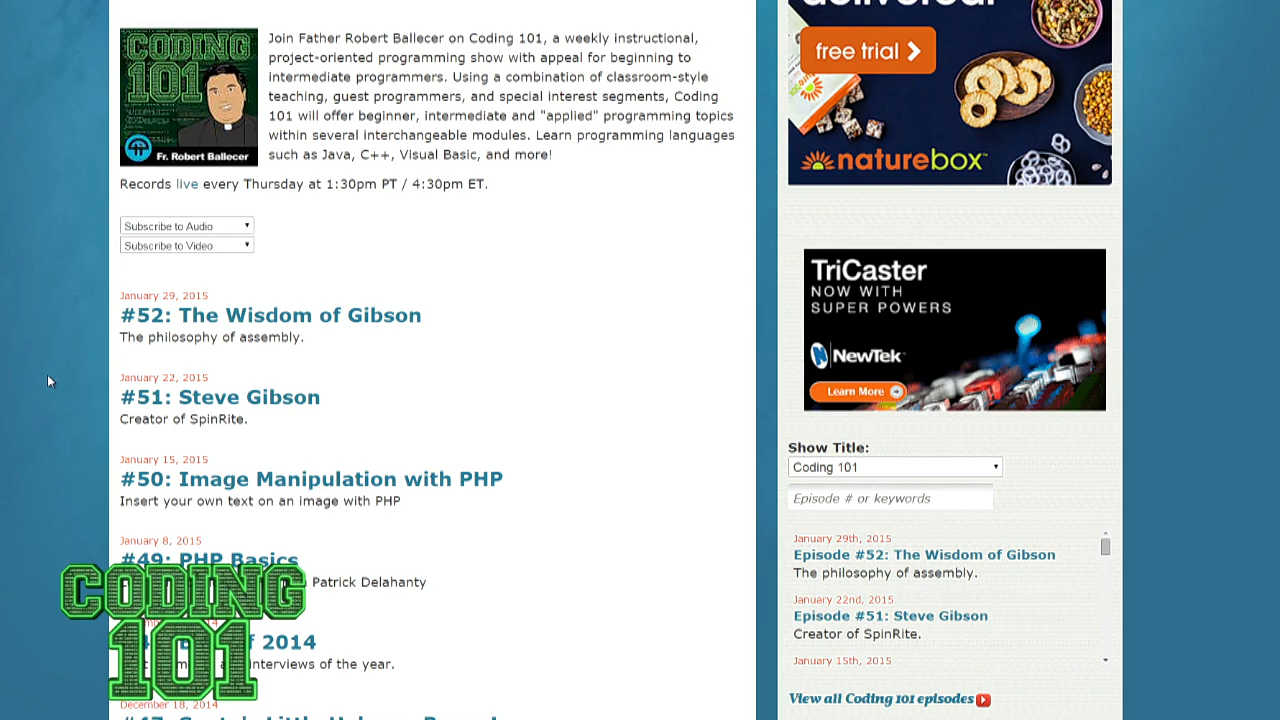 CODING
101
Fr. Robert Ballecer
Join Father Robert Ballecer on Coding 101, a weekly instructional,
project-oriented programming show with appeal for beginning to
intermediate programmers. Using a combination of classroom-style
teaching, guest programmers, and special interest segments, Coding
101 will offer beginner, intermediate and "applied" programming topics
within several interchangeable modules. Learn programming languages
such as Java, C++, Visual Basic, and more!
Records live every Thursday at 1:30pm PT / 4:30pm ET.
Subscribe to Audio
Subscribe to Video
January 29, 2015
#52: The Wisdom of Gibson
The philosophy of assembly.
January 22, 2015
#51: Steve Gibson
Creator of SpinRite.
January 15, 2015
#50: Image Manipulation with PHP
Insert your own text on an image with PHP
January 8, 2015
#49: PHP Basics
Patrick Delahanty
of 2014
interviews of the year.
December 18, 2014
CODING
101
free trial
naturebox™
TriCaster
NOW WITH
SUPER POWERS
NewTek
Learn More
Show Title:
Coding 101
Episode # or keywords
January 29th, 2015
Episode #52: The Wisdom of Gibson
The philosophy of assembly.
January 22nd, 2015
Episode #51: Steve Gibson
Creator of SpinRite.
January 15th, 2015
View all Coding 101 episodes